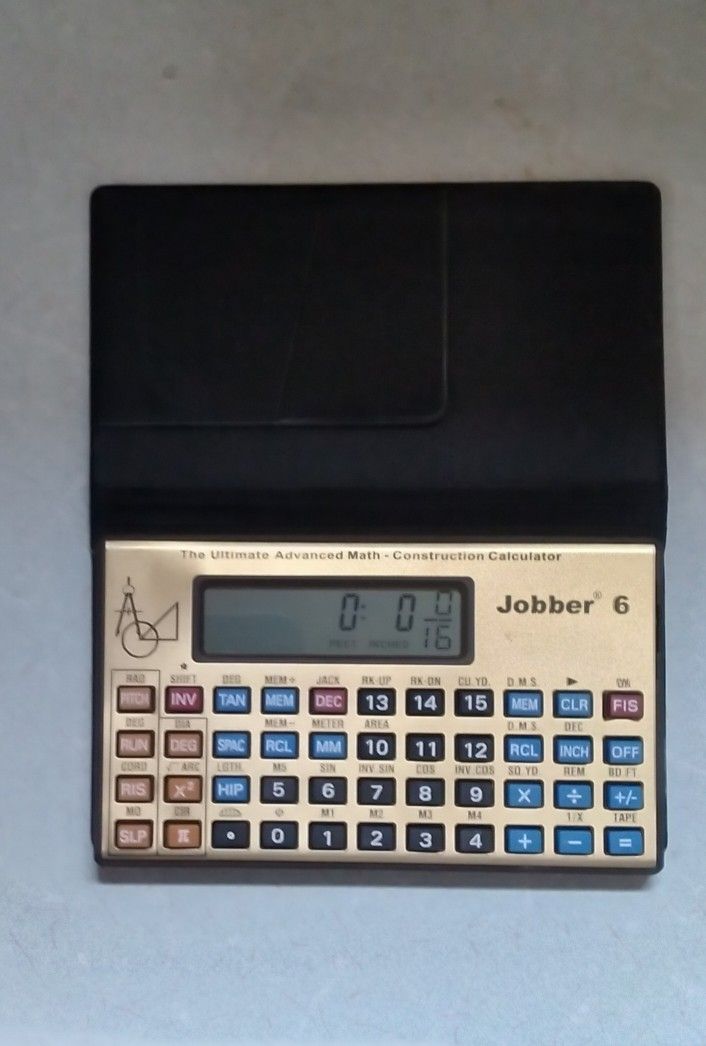 The Ultimate Advanced Math - Construction Calculator
Jobber® 6
0: 0 0/16
FEET INCHES
RAD SHIFT DEG MEM+ JACK RK-UP RK-DN CU.YD. D.M.S. ▶
PITCH INV TAN MEM DEC 13 14 15 MEM CLR FIS
DEG DIA MEM- METER AREA D.M.S. DEC
RUN DEG SPAC RCL MM 10 11 12 RCL INCH OFF
CORD √ARC LGTH. M5 SIN INV.SIN COS INV.COS SQ.YD. REM BD.FT.
RIS X² HIP 5 6 7 8 9 × ÷ +/-
MO CIR M1 M2 M3 M4 1/X TAPE
SLP π • 0 1 2 3 4 + − =